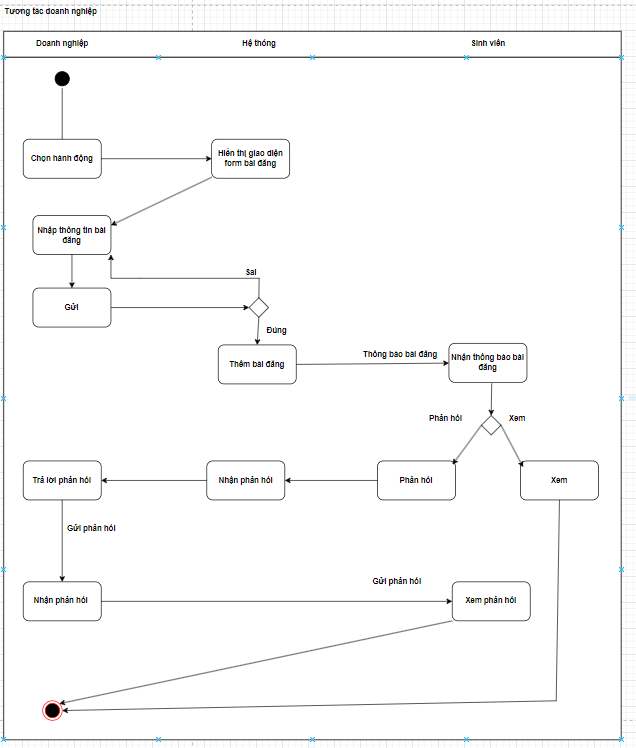 Tương tác doanh nghiệp
Doanh nghiệp
Hệ thống
Sinh viên
Chọn hành động
Hiển thị giao diện
form bài đăng
Nhập thông tin bài
đăng
Sai
Gửi
Đúng
Thêm bài đăng
Thông báo bài đăng
Nhận thông báo bài
đăng
Phản hồi
Xem
Trả lời phản hồi
Nhận phản hồi
Phản hồi
Xem
Gửi phản hồi
Nhận phản hồi
Gửi phản hồi
Xem phản hồi